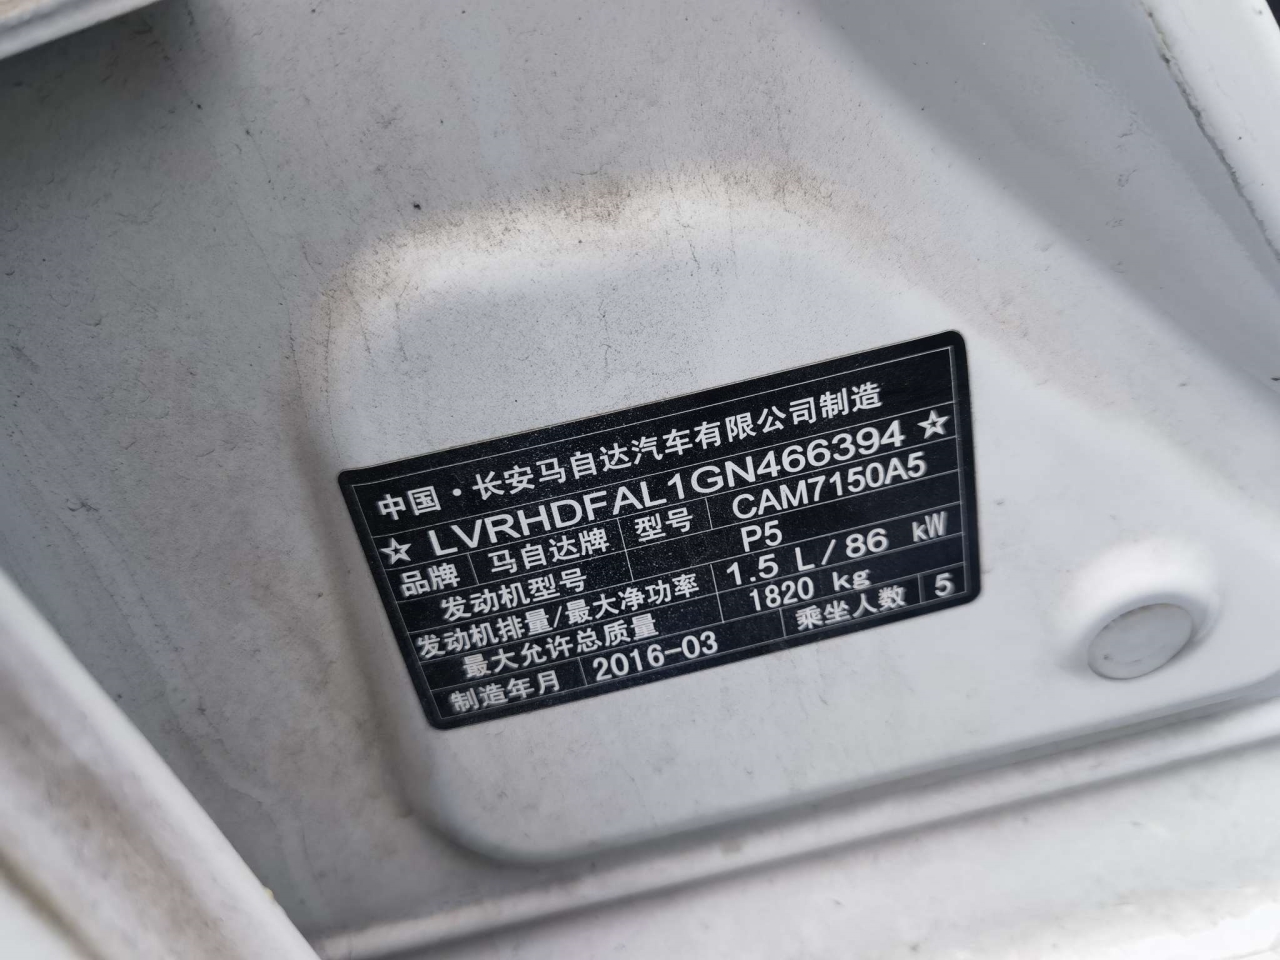 中国·长安马自达汽车有限公司制造
☆LVRHDFAL1GN466394☆
品牌 马自达牌 型号 CAM7150A5
发动机型号 P5
发动机排量/最大净功率 1.5 L/86 kW
最大允许总质量 1820 kg
制造年月 2016-03 乘坐人数 5